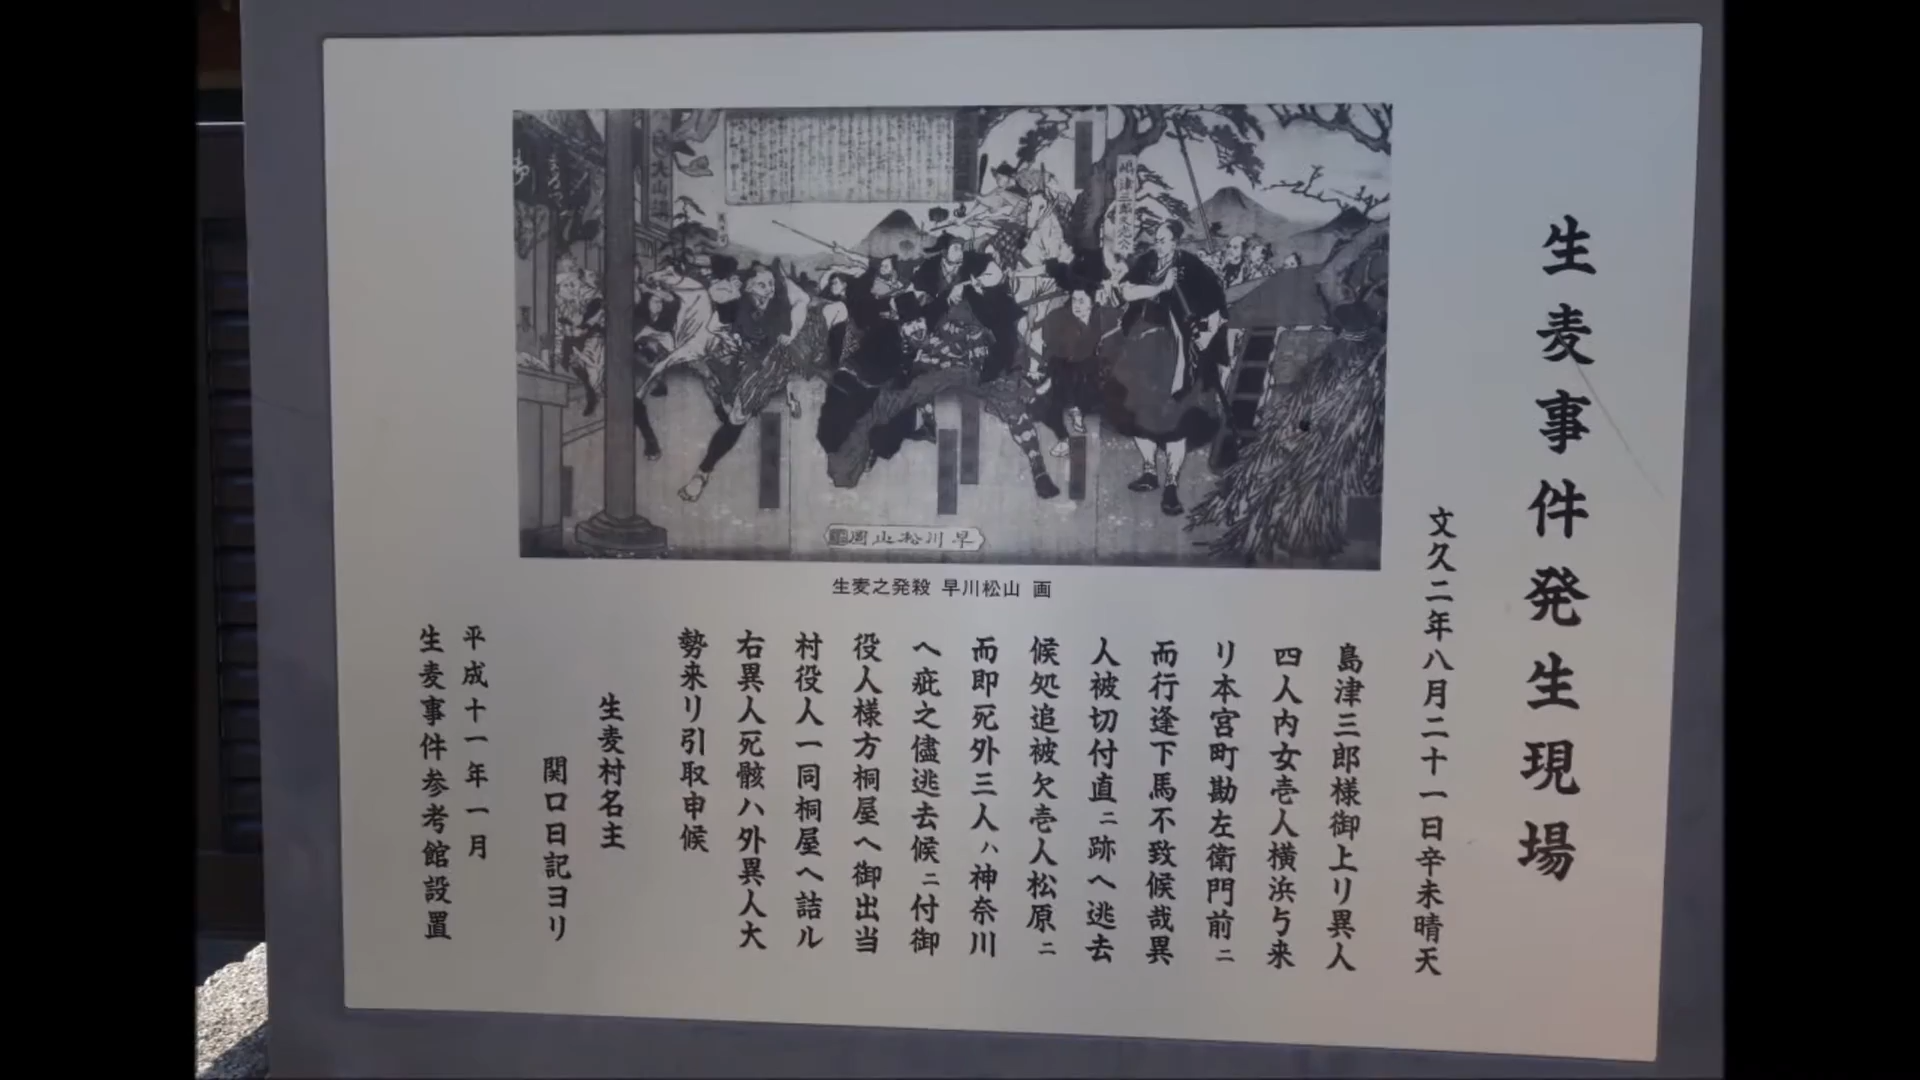 生麦事件発生現場
文久二年八月二十一日辛未晴天
島津三郎様御上リ異人
四人内女壱人横浜ゟ来
リ本宮町勘左衛門前ニ
而行逢下馬不致候哉異
人被切付直ニ跡へ逃去
候処追被欠壱人松原ニ
而即死外三人ハ神奈川
へ疵之儘逃去候ニ付御
役人様方桐屋へ御出当
村役人一同桐屋へ詰ル
右異人死骸ハ外異人大
勢来リ引取申候
生麦村名主
関口日記ヨリ
平成十一年一月
生麦事件参考館設置
嶋津三郎久光公
早川松山画
生麦之発殺 早川松山 画